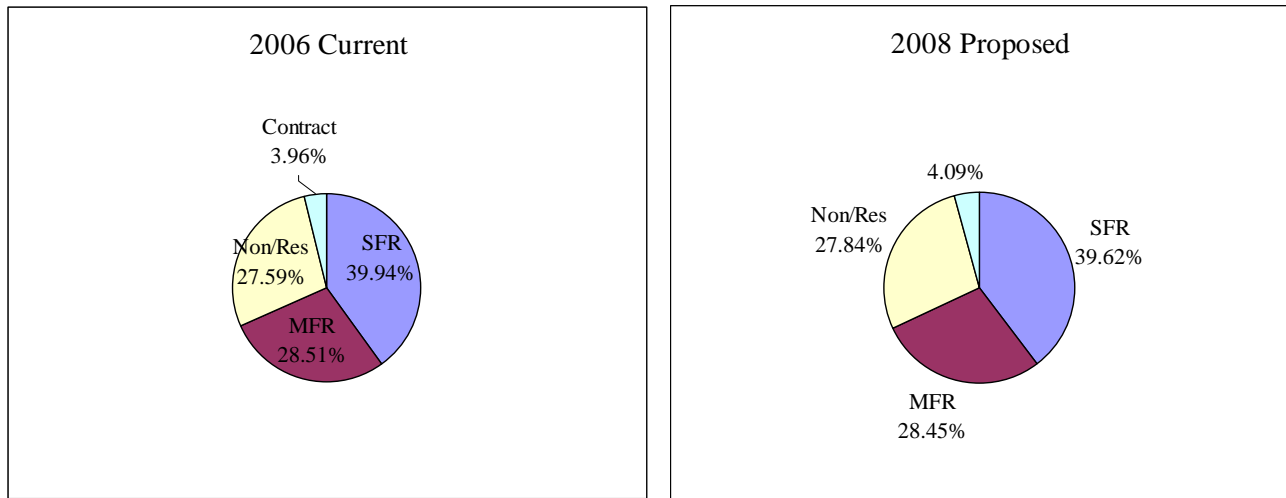 2006 Current
Contract
3.96%
Non/Res
27.59%
SFR
39.94%
MFR
28.51%
2008 Proposed
4.09%
Non/Res
27.84%
SFR
39.62%
MFR
28.45%